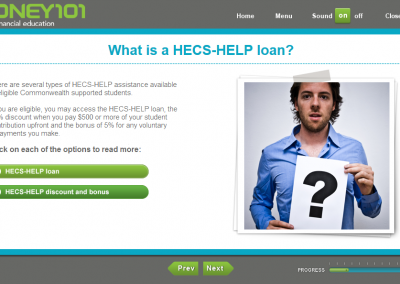 ONEY101
nancial education
Home Menu Sound on off Close
What is a HECS-HELP loan?
ere are several types of HECS-HELP assistance available
eligible Commonwealth supported students.
ou are eligible, you may access the HECS-HELP loan, the
% discount when you pay $500 or more of your student
tribution upfront and the bonus of 5% for any voluntary
ayments you make.
ck on each of the options to read more:
HECS-HELP loan
HECS-HELP discount and bonus
?
Prev Next
PROGRESS